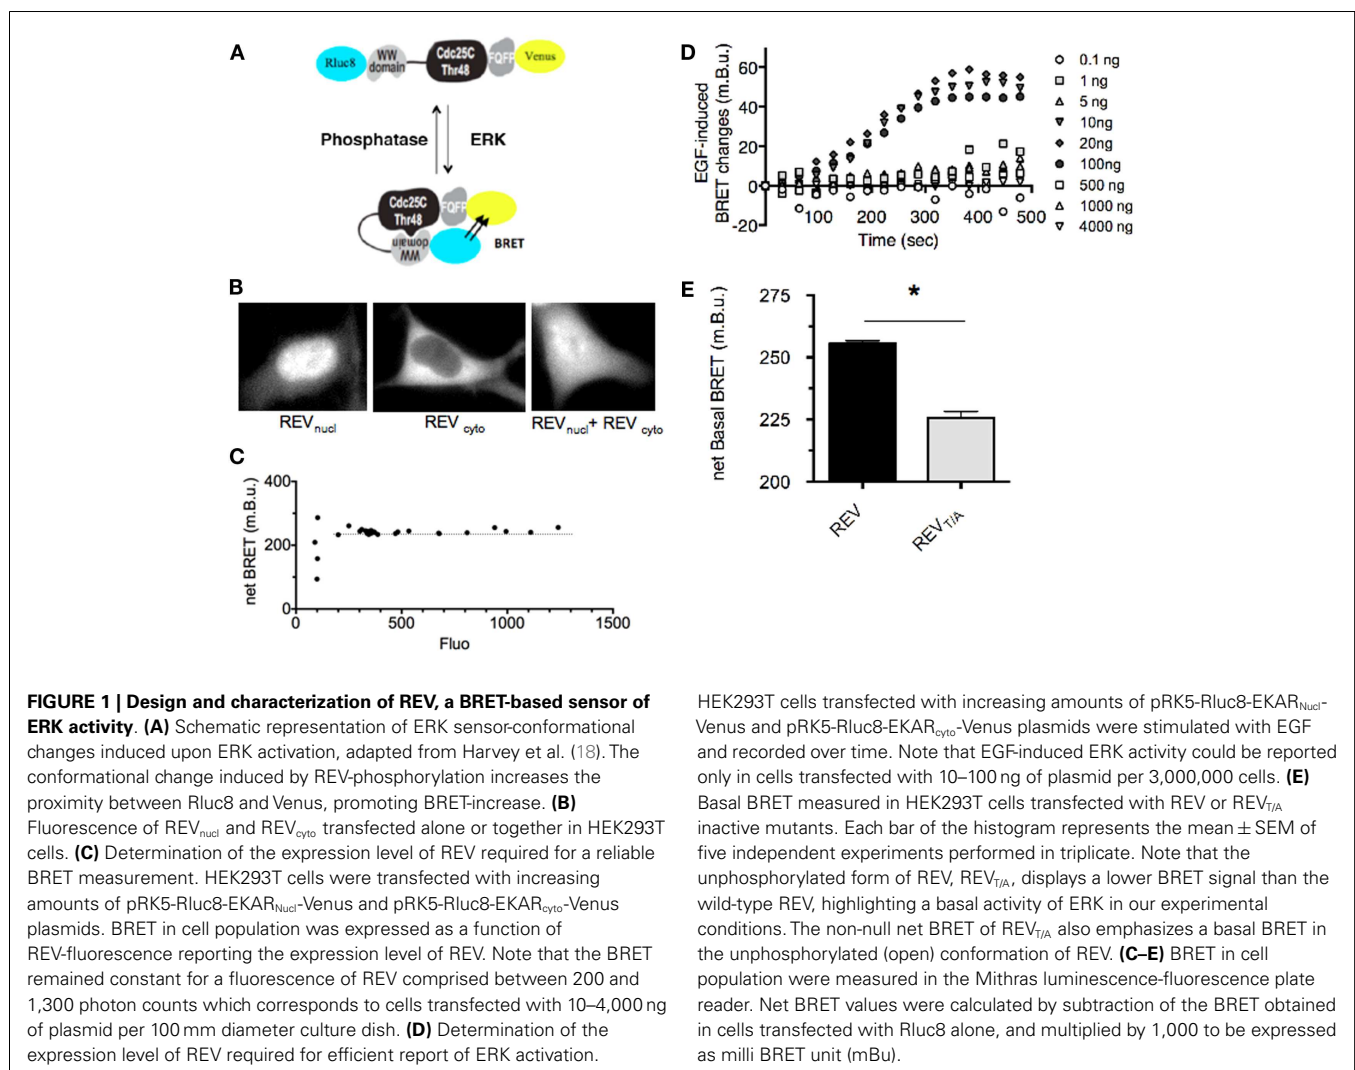 A
Rluc8
WW
domain
Cdc25C
Thr48
FQFP
Venus
Phosphatase
ERK
Cdc25C
Thr48
FQFP
domain
WW
BRET
B
REVnucl
REV cyto
REVnucl+ REV cyto
C
net BRET (m.B.u.)
400
200
0
0
500
1000
1500
Fluo
D
EGF-induced
BRET changes (m.B.u.)
60
40
20
0
-20
100
200
300
400
500
Time (sec)
0.1 ng
1 ng
5 ng
10ng
20ng
100ng
500 ng
1000 ng
4000 ng
E
net Basal BRET (m.B.u.)
275
250
225
200
*
REV
REVT/A
FIGURE 1 | Design and characterization of REV, a BRET-based sensor of
ERK activity. (A) Schematic representation of ERK sensor-conformational
changes induced upon ERK activation, adapted from Harvey et al. (18). The
conformational change induced by REV-phosphorylation increases the
proximity between Rluc8 and Venus, promoting BRET-increase. (B)
Fluorescence of REVnucl and REVcyto transfected alone or together in HEK293T
cells. (C) Determination of the expression level of REV required for a reliable
BRET measurement. HEK293T cells were transfected with increasing
amounts of pRK5-Rluc8-EKARNucl-Venus and pRK5-Rluc8-EKARcyto-Venus
plasmids. BRET in cell population was expressed as a function of
REV-fluorescence reporting the expression level of REV. Note that the BRET
remained constant for a fluorescence of REV comprised between 200 and
1,300 photon counts which corresponds to cells transfected with 10–4,000 ng
of plasmid per 100 mm diameter culture dish. (D) Determination of the
expression level of REV required for efficient report of ERK activation.
HEK293T cells transfected with increasing amounts of pRK5-Rluc8-EKARNucl-
Venus and pRK5-Rluc8-EKARcyto-Venus plasmids were stimulated with EGF
and recorded over time. Note that EGF-induced ERK activity could be reported
only in cells transfected with 10–100 ng of plasmid per 3,000,000 cells. (E)
Basal BRET measured in HEK293T cells transfected with REV or REVT/A
inactive mutants. Each bar of the histogram represents the mean ± SEM of
five independent experiments performed in triplicate. Note that the
unphosphorylated form of REV, REVT/A, displays a lower BRET signal than the
wild-type REV, highlighting a basal activity of ERK in our experimental
conditions. The non-null net BRET of REVT/A also emphasizes a basal BRET in
the unphosphorylated (open) conformation of REV. (C–E) BRET in cell
population were measured in the Mithras luminescence-fluorescence plate
reader. Net BRET values were calculated by subtraction of the BRET obtained
in cells transfected with Rluc8 alone, and multiplied by 1,000 to be expressed
as milli BRET unit (mBu).